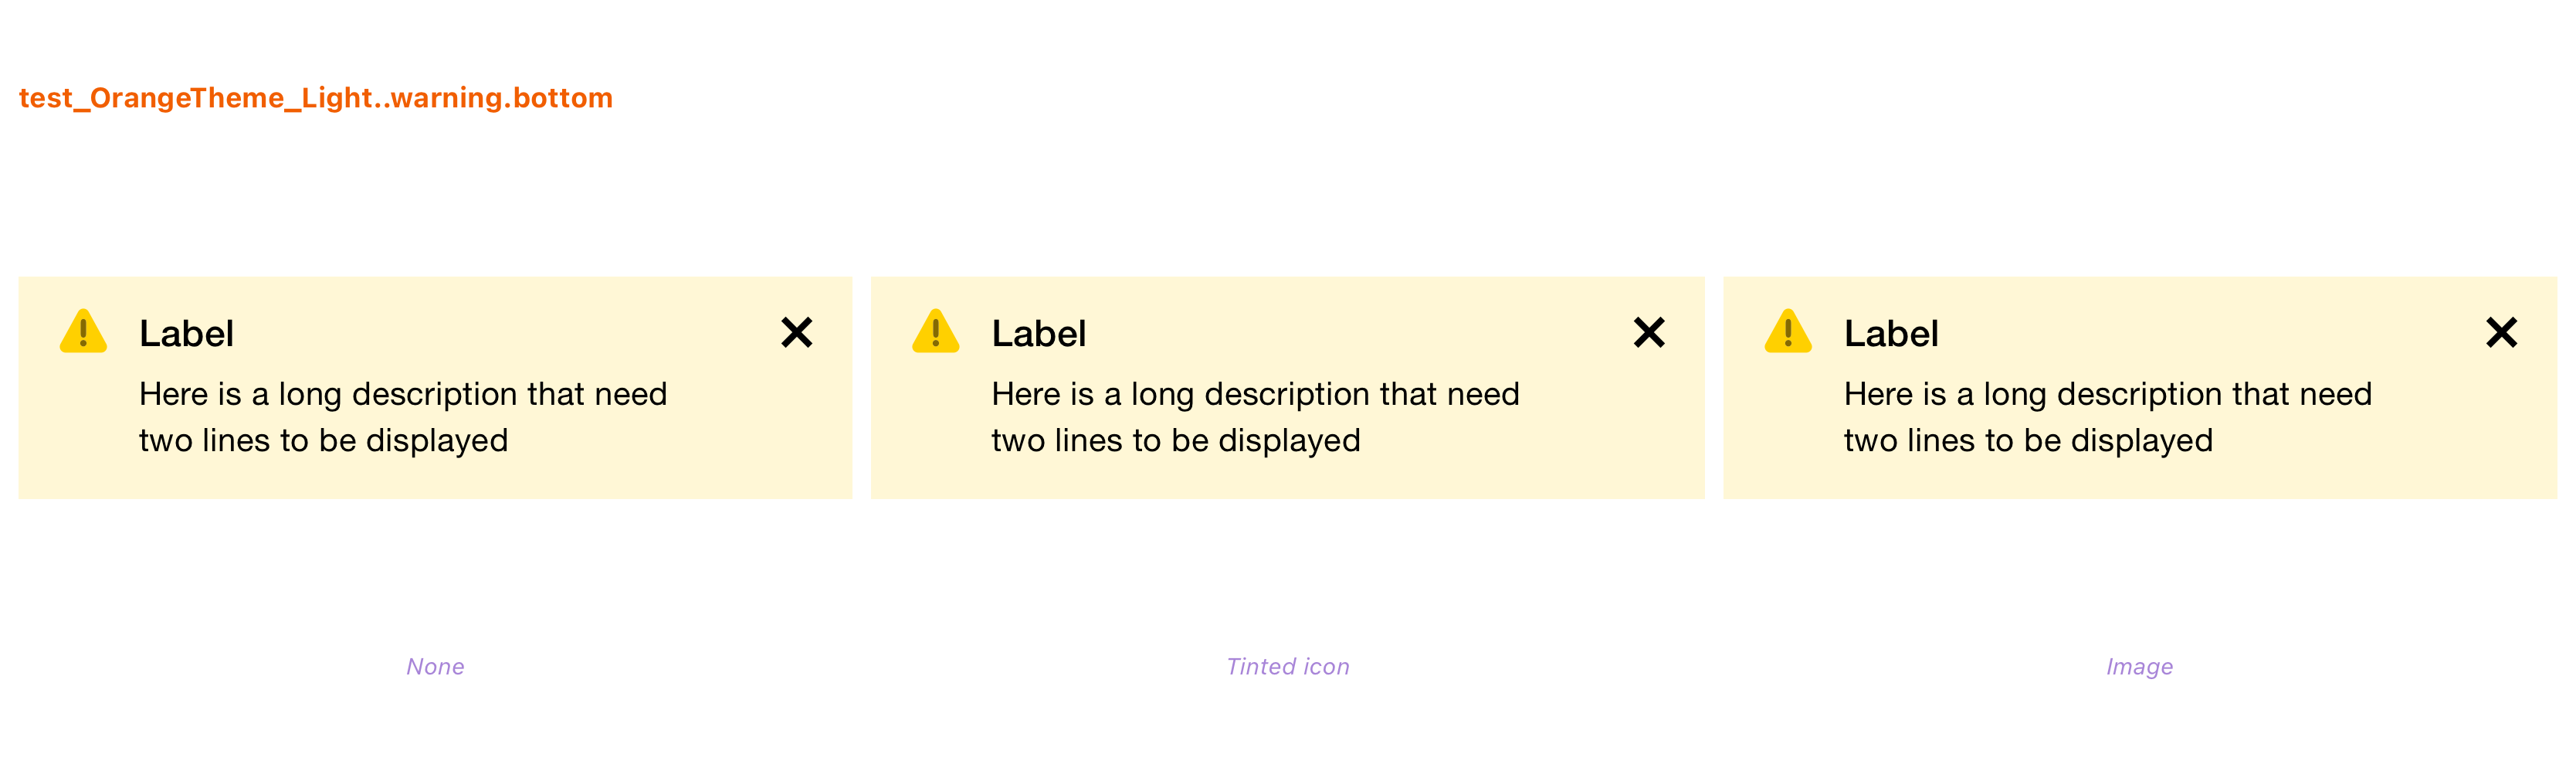 test_OrangeTheme_Light..warning.bottom
Label
Here is a long description that need
two lines to be displayed
Label
Here is a long description that need
two lines to be displayed
Label
Here is a long description that need
two lines to be displayed
None
Tinted icon
Image